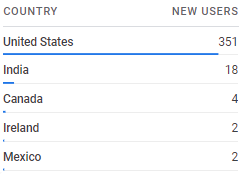 COUNTRY NEW USERS
United States 351
India 18
Canada 4
Ireland 2
Mexico 2